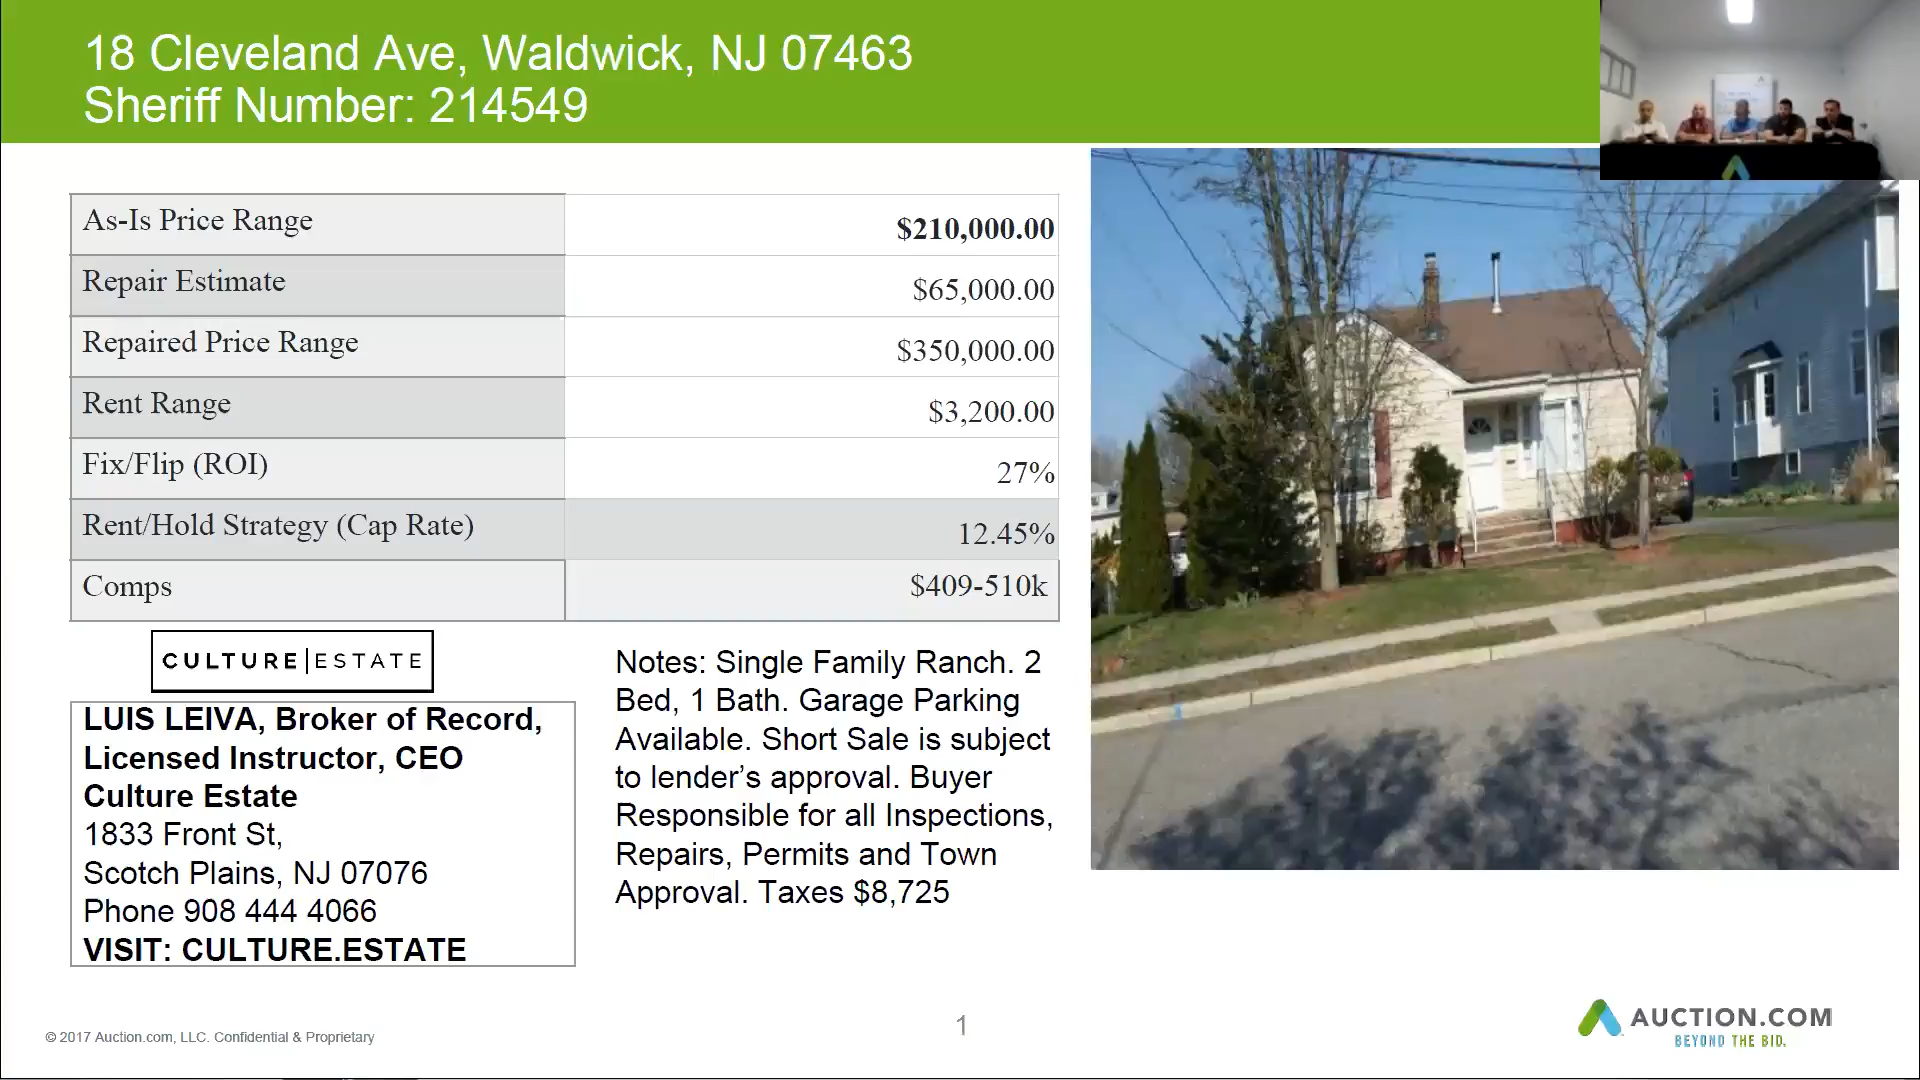 18 Cleveland Ave, Waldwick, NJ 07463
Sheriff Number: 214549
As-Is Price Range $210,000.00
Repair Estimate $65,000.00
Repaired Price Range $350,000.00
Rent Range $3,200.00
Fix/Flip (ROI) 27%
Rent/Hold Strategy (Cap Rate) 12.45%
Comps $409-510k
CULTURE|ESTATE
LUIS LEIVA, Broker of Record,
Licensed Instructor, CEO
Culture Estate
1833 Front St,
Scotch Plains, NJ 07076
Phone 908 444 4066
VISIT: CULTURE.ESTATE
Notes: Single Family Ranch. 2
Bed, 1 Bath. Garage Parking
Available. Short Sale is subject
to lender’s approval. Buyer
Responsible for all Inspections,
Repairs, Permits and Town
Approval. Taxes $8,725
© 2017 Auction.com, LLC. Confidential & Proprietary
1
AUCTION.COM
BEYOND THE BID.